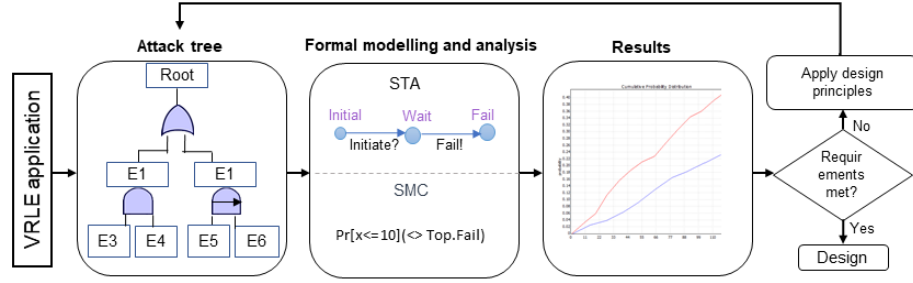 VRLE application
Attack tree
Root
E1
E1
E3
E4
E5
E6
Formal modelling and analysis
STA
Initial
Wait
Fail
Initiate?
Fail!
SMC
Pr[x<=10](<> Top.Fail)
Results
Cumulative Probability Distribution
probability
Apply design
principles
No
Requir
ements
met?
Yes
Design